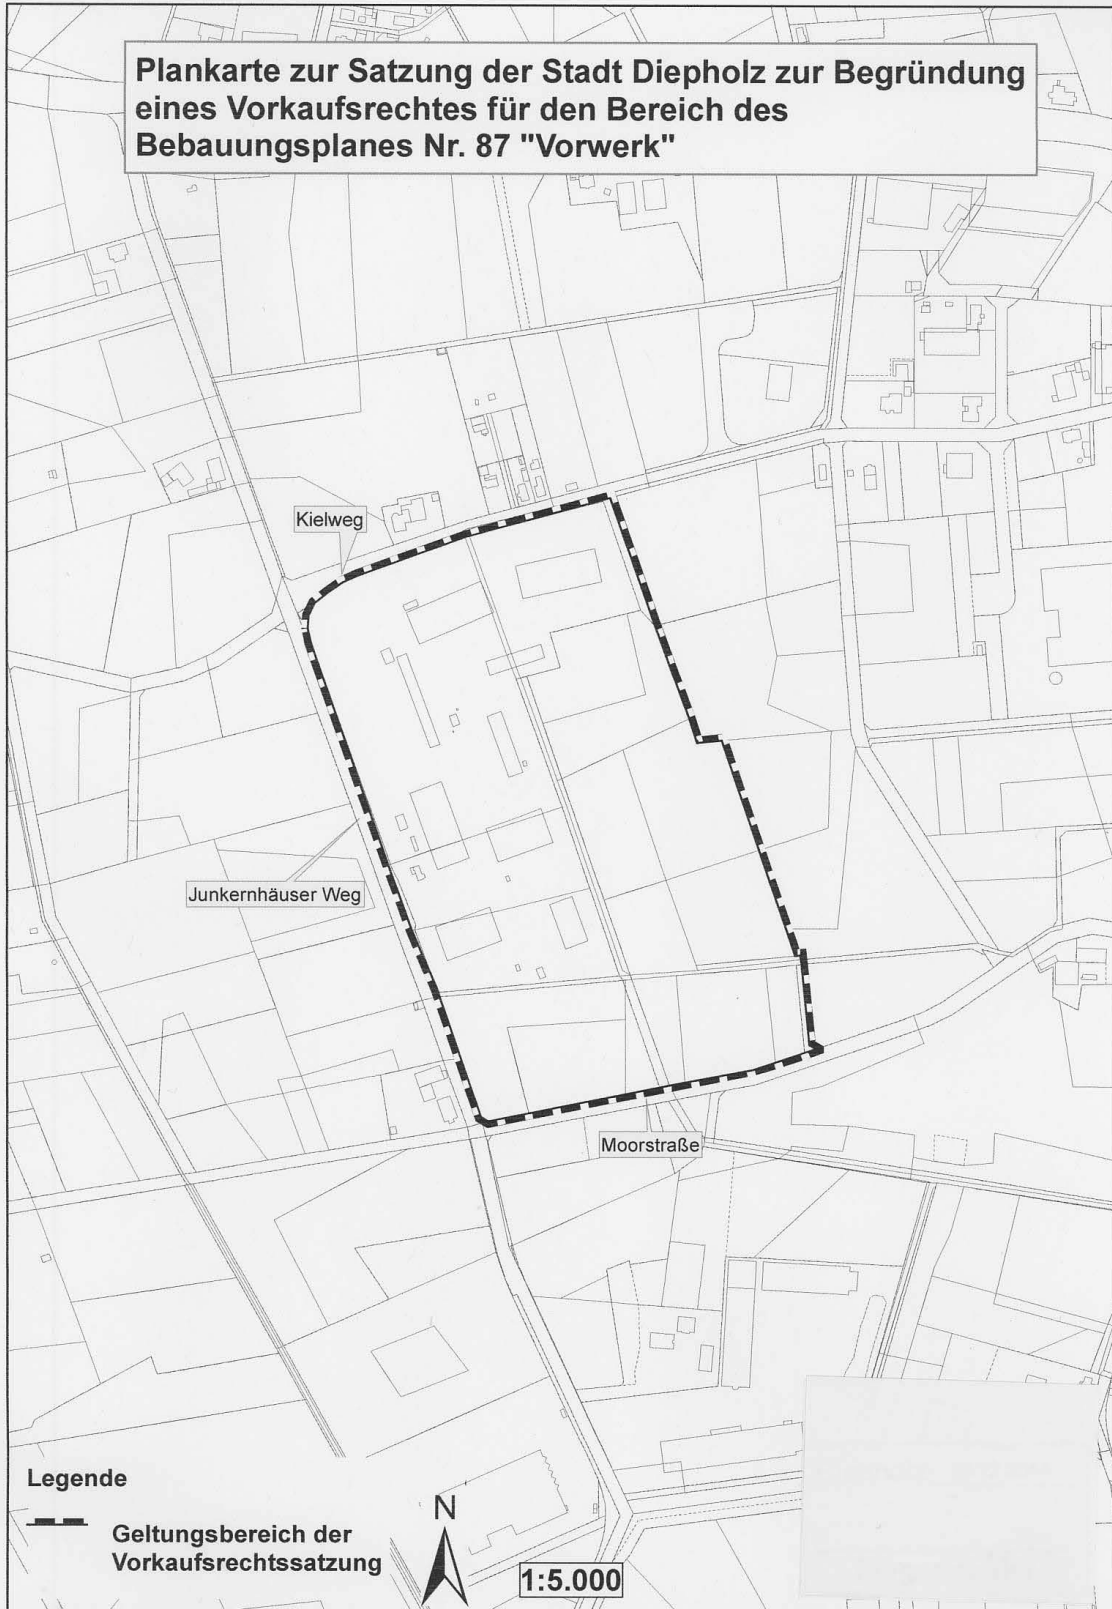 Plankarte zur Satzung der Stadt Diepholz zur Begründung
eines Vorkaufsrechtes für den Bereich des
Bebauungsplanes Nr. 87 "Vorwerk"
Kielweg
Junkernhäuser Weg
Moorstraße
Legende
Geltungsbereich der
Vorkaufsrechtssatzung
N
1:5.000